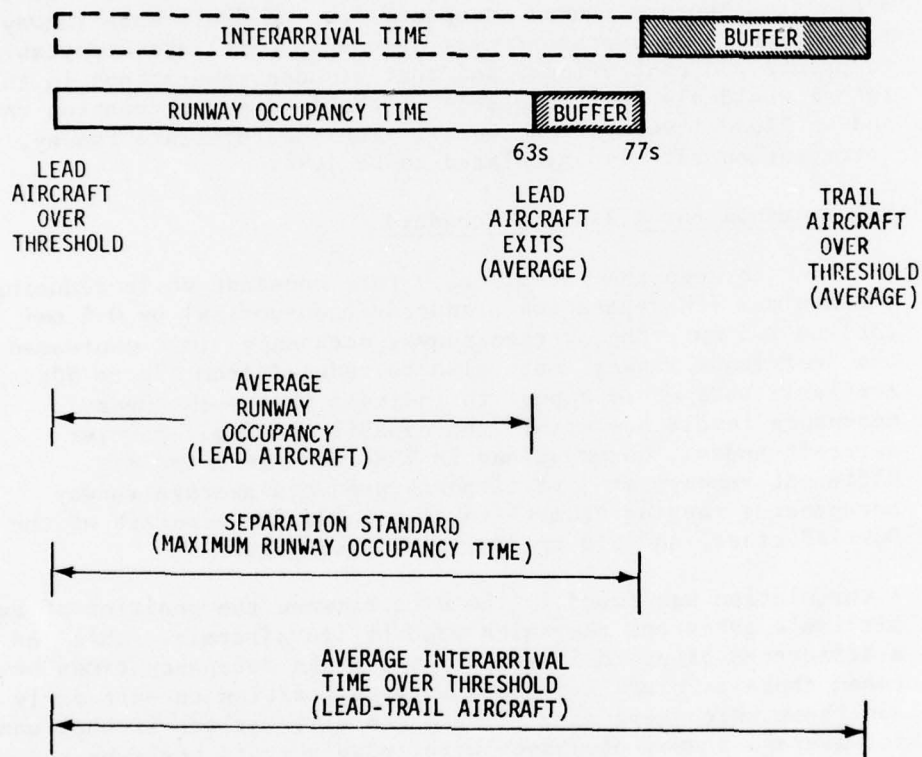 INTERARRIVAL TIME BUFFER
RUNWAY OCCUPANCY TIME BUFFER
63s 77s
LEAD
AIRCRAFT
OVER
THRESHOLD
LEAD
AIRCRAFT
EXITS
(AVERAGE)
TRAIL
AIRCRAFT
OVER
THRESHOLD
(AVERAGE)
AVERAGE
RUNWAY
OCCUPANCY
(LEAD AIRCRAFT)
SEPARATION STANDARD
(MAXIMUM RUNWAY OCCUPANCY TIME)
AVERAGE INTERARRIVAL
TIME OVER THRESHOLD
(LEAD-TRAIL AIRCRAFT)